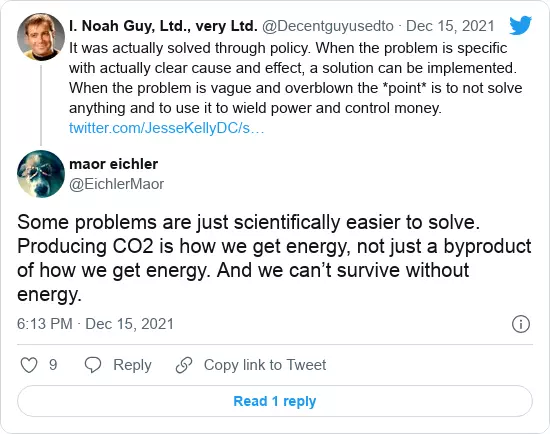 I. Noah Guy, Ltd., very Ltd. @Decentguyusedto · Dec 15, 2021
It was actually solved through policy. When the problem is specific
with actually clear cause and effect, a solution can be implemented.
When the problem is vague and overblown the *point* is to not solve
anything and to use it to wield power and control money.
twitter.com/JesseKellyDC/s…
maor eichler
@EichlerMaor
Some problems are just scientifically easier to solve.
Producing CO2 is how we get energy, not just a byproduct
of how we get energy. And we can’t survive without
energy.
6:13 PM · Dec 15, 2021
9 Reply Copy link to Tweet
Read 1 reply